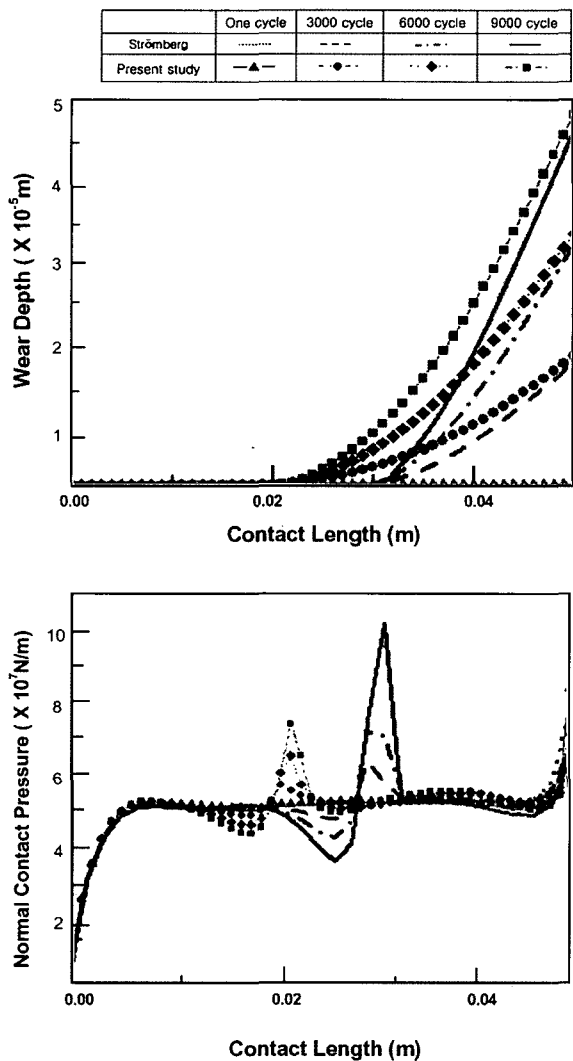 One cycle 3000 cycle 6000 cycle 9000 cycle
Strömberg
Present study
5
4
3
2
1
Wear Depth ( X 10⁻⁵m)
0.00 0.02 0.04
Contact Length (m)
10
8
6
4
2
Normal Contact Pressure ( X 10⁷N/m)
0.00 0.02 0.04
Contact Length (m)